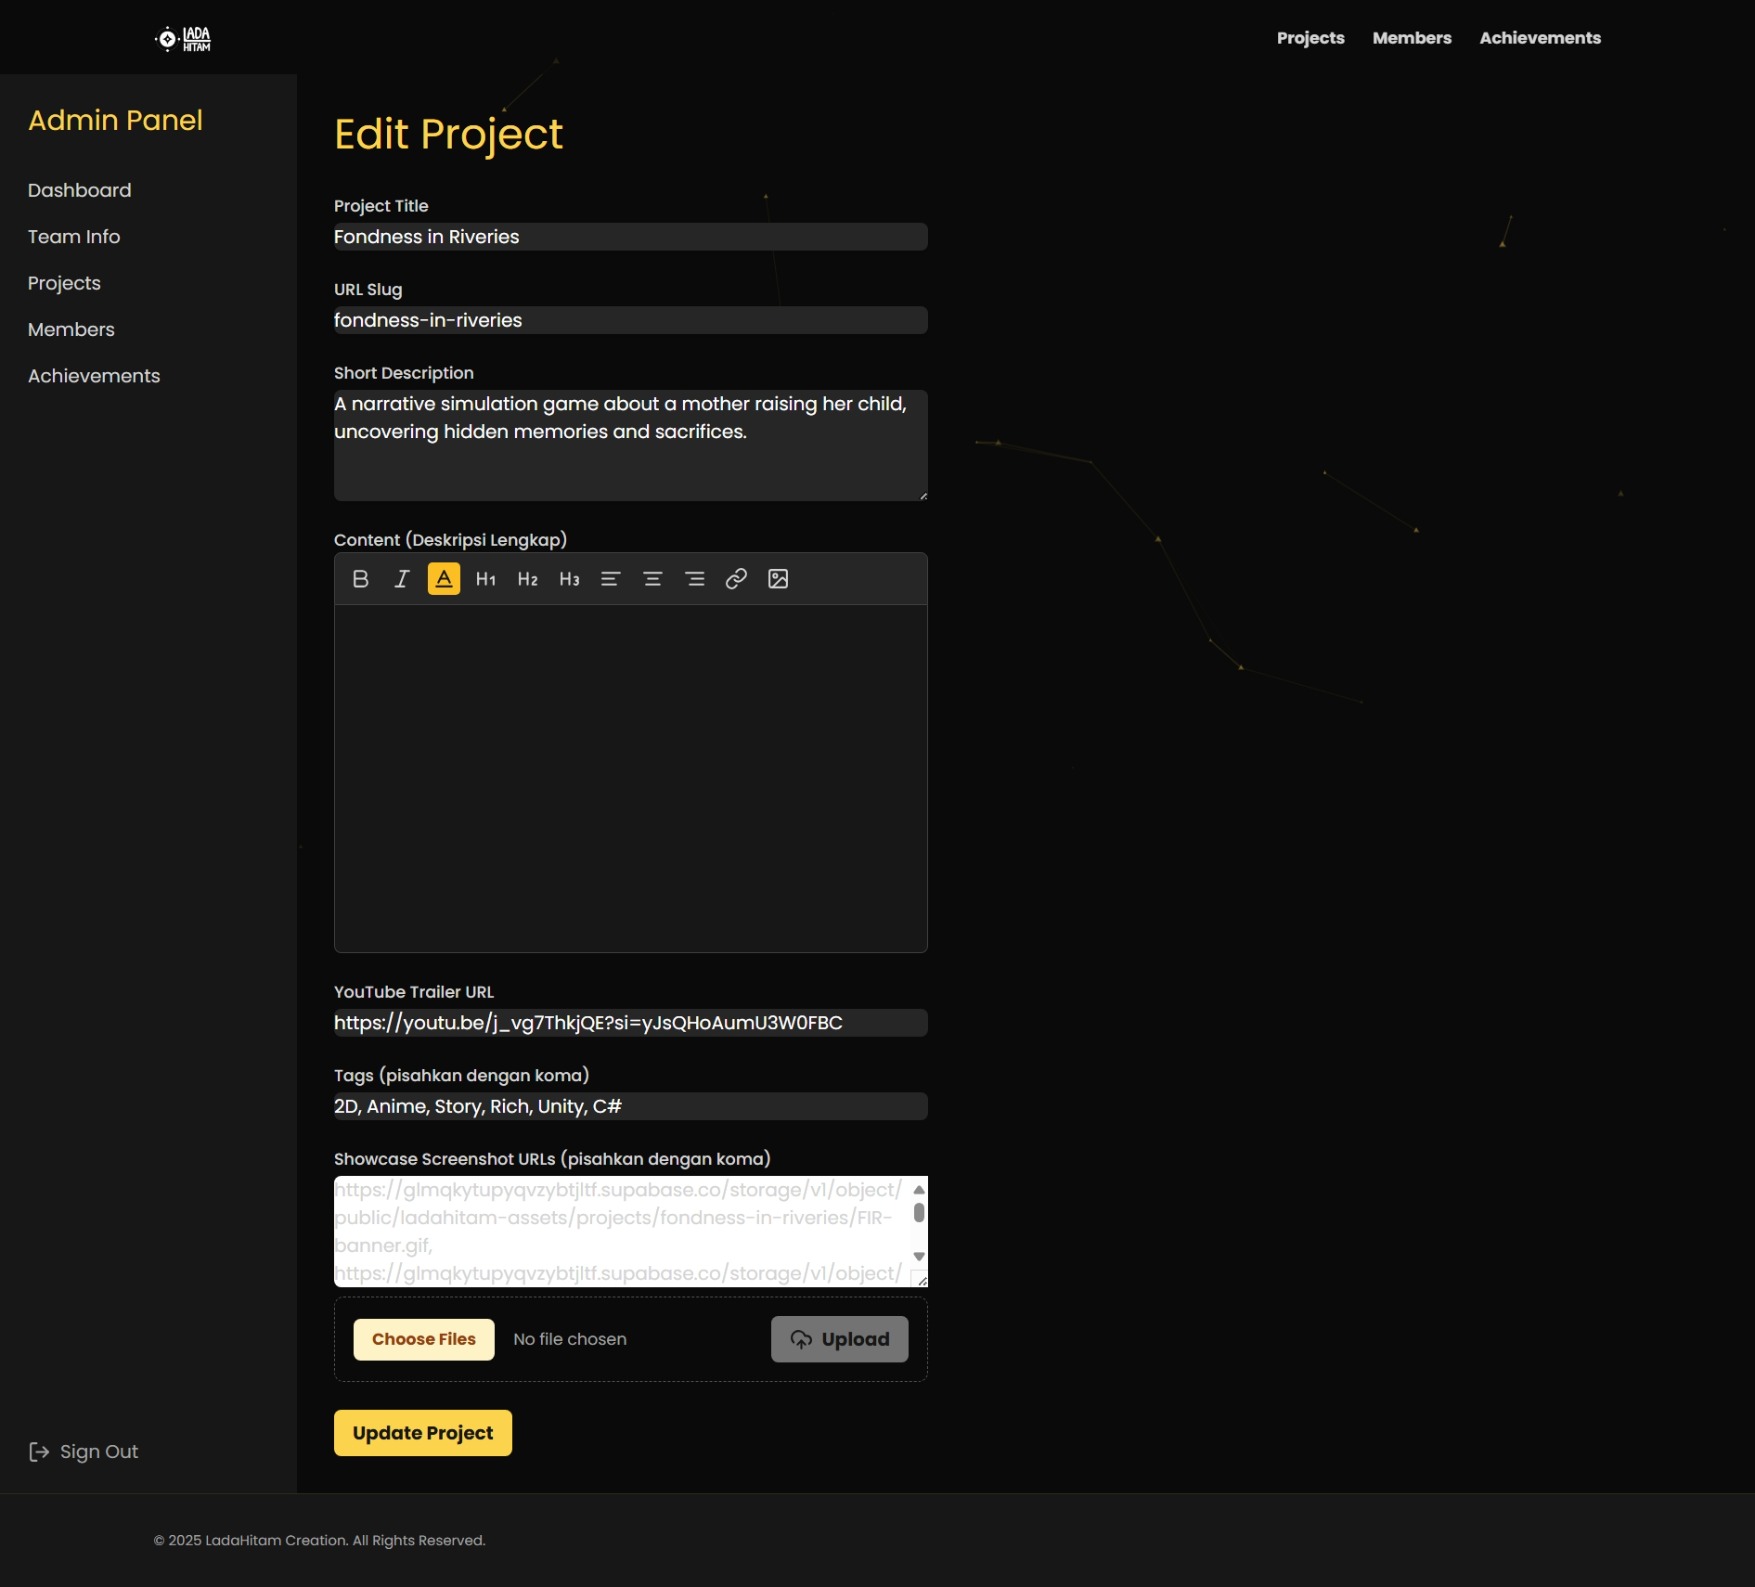 LADA
HITAM
Projects
Members
Achievements
Admin Panel
Dashboard
Team Info
Projects
Members
Achievements
Sign Out
Edit Project
Project Title
Fondness in Riveries
URL Slug
fondness-in-riveries
Short Description
A narrative simulation game about a mother raising her child,
uncovering hidden memories and sacrifices.
Content (Deskripsi Lengkap)
B I A H1 H2 H3
YouTube Trailer URL
https://youtu.be/j_vg7ThkjQE?si=yJsQHoAumU3W0FBC
Tags (pisahkan dengan koma)
2D, Anime, Story, Rich, Unity, C#
Showcase Screenshot URLs (pisahkan dengan koma)
https://glmqkytupyqvzybtjltf.supabase.co/storage/v1/object/
public/ladahitam-assets/projects/fondness-in-riveries/FIR-
banner.gif,
https://glmqkytupyqvzybtjltf.supabase.co/storage/v1/object/
Choose Files
No file chosen
Upload
Update Project
© 2025 LadaHitam Creation. All Rights Reserved.